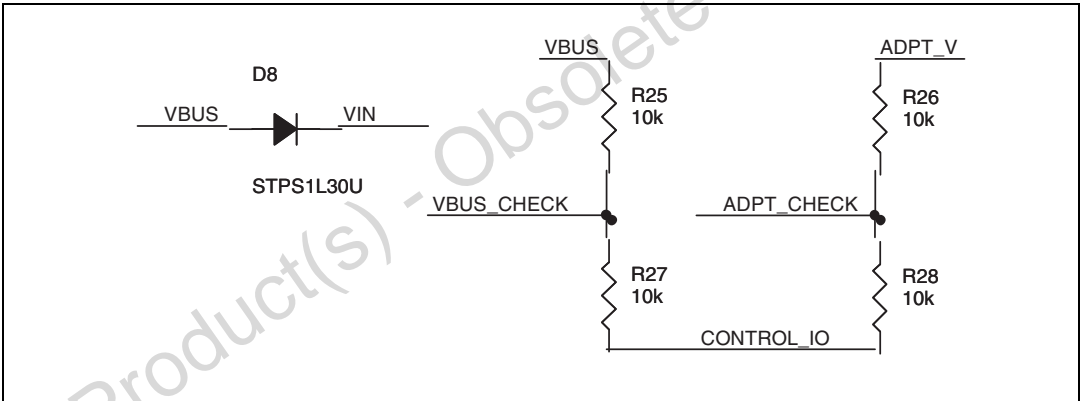 D8
VBUS
VIN
STPS1L30U
VBUS
R25
10k
VBUS_CHECK
R27
10k
ADPT_V
R26
10k
ADPT_CHECK
R28
10k
CONTROL_IO
Product(s) - Obsolete